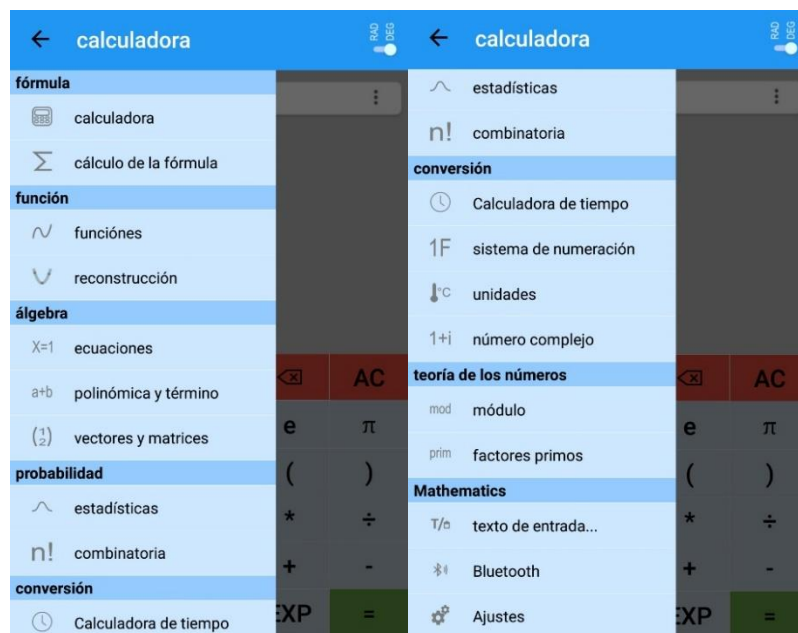 calculadora
RAD
DEG
fórmula
calculadora
cálculo de la fórmula
función
funciónes
reconstrucción
álgebra
X=1 ecuaciones
a+b polinómica y término
(1 2) vectores y matrices
probabilidad
estadísticas
n! combinatoria
conversión
Calculadora de tiempo
AC
e π
( )
* ÷
+ -
EXP =
calculadora
RAD
DEG
estadísticas
n! combinatoria
conversión
Calculadora de tiempo
1F sistema de numeración
°C unidades
1+i número complejo
teoría de los números
mod módulo
prim factores primos
Mathematics
T/ texto de entrada...
Bluetooth
Ajustes
AC
e π
( )
* ÷
+ -
EXP =